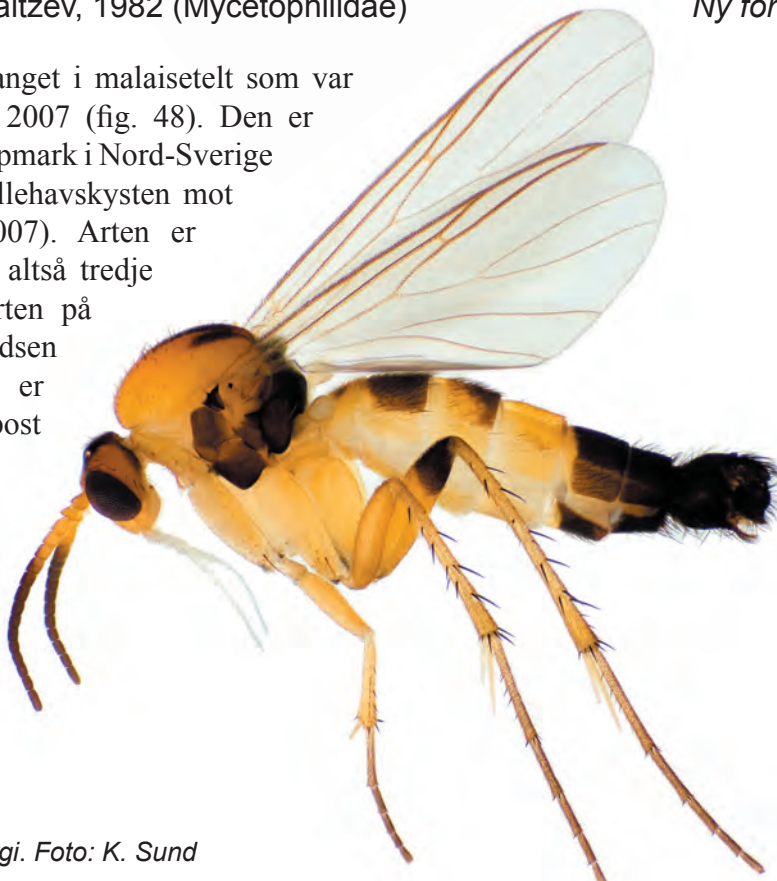 altzev, 1982 (Mycetophilidae)
Ny for
anget i malaisetelt som var
2007 (fig. 48). Den er
pmark i Nord-Sverige
llehavskysten mot
007). Arten er
altså tredje
rten på
dsen
er
post
gi. Foto: K. Sund